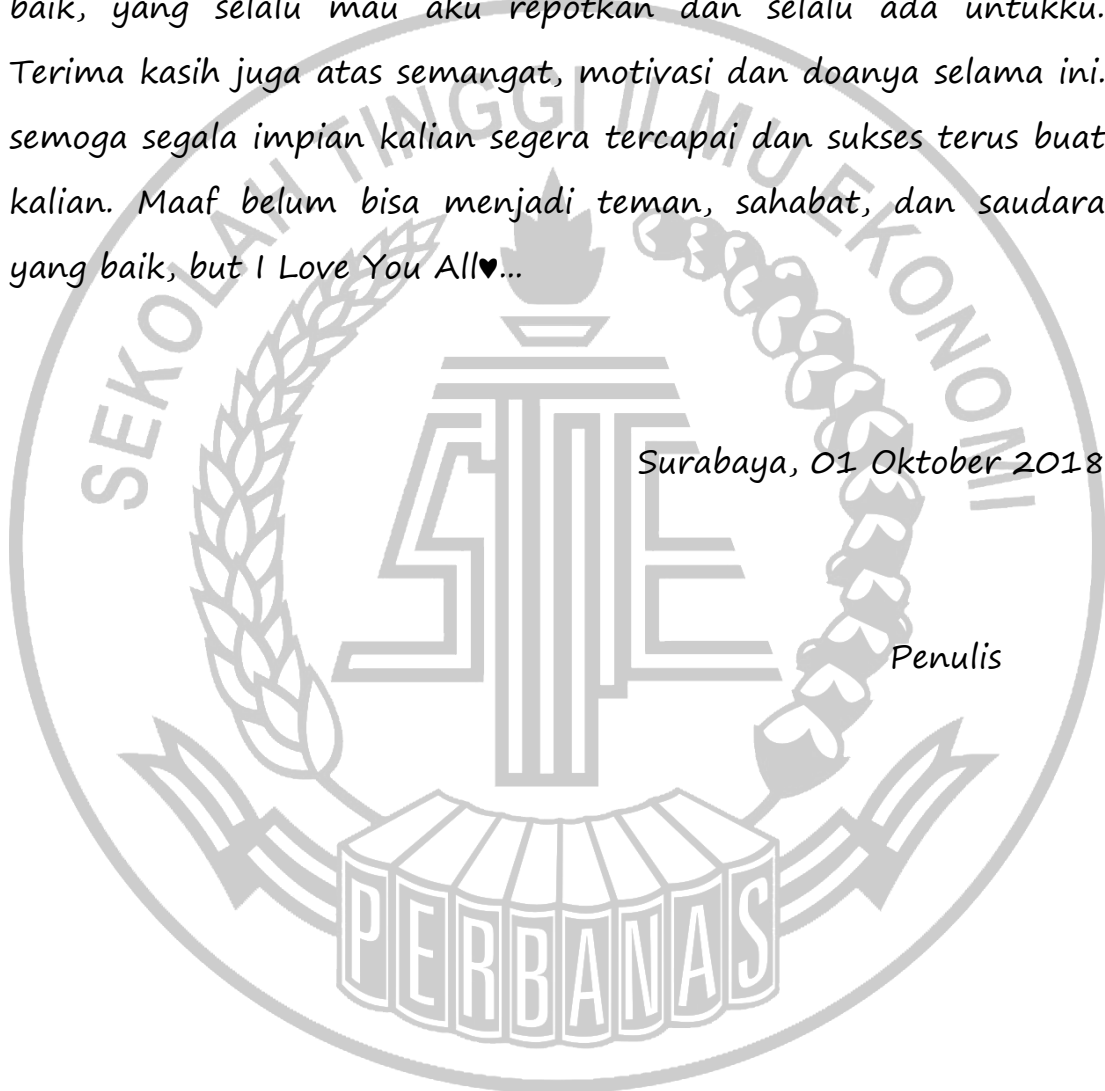 baik, yang selalu mau aku repotkan dan selalu ada untukku.
Terima kasih juga atas semangat, motivasi dan doanya selama ini.
semoga segala impian kalian segera tercapai dan sukses terus buat
kalian. Maaf belum bisa menjadi teman, sahabat, dan saudara
yang baik, but I Love You All♥...
SEKOLAH TINGGI ILMU EKONOMI
Surabaya, 01 Oktober 2018
STIE
Penulis
PERBANAS